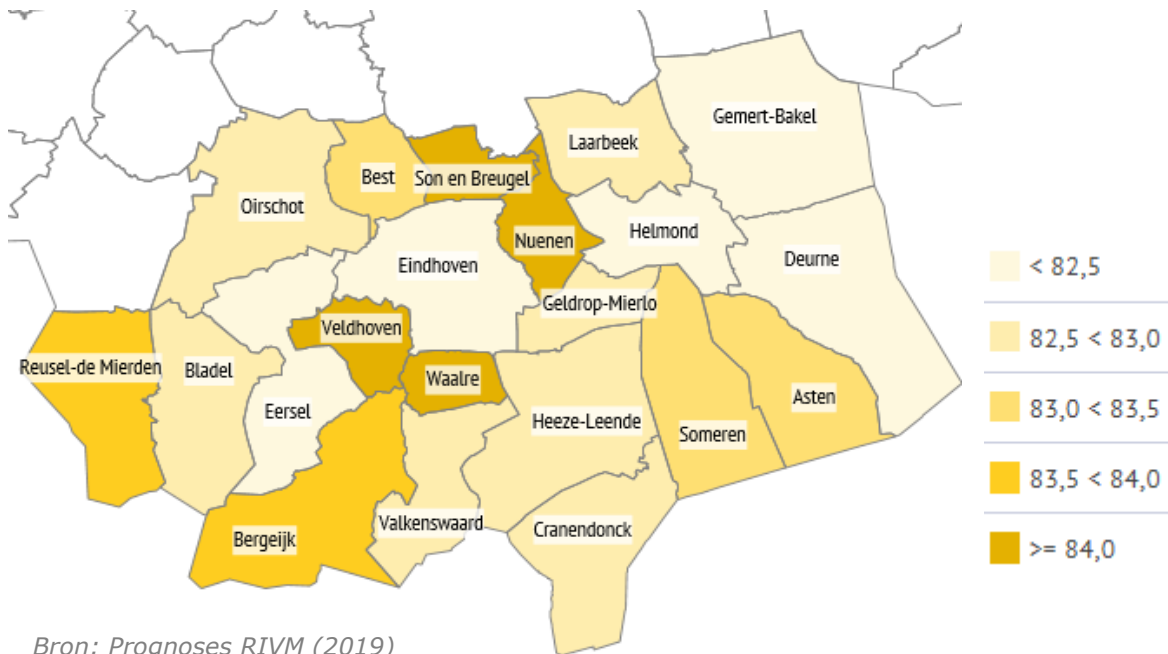 Gemert-Bakel
Laarbeek
Best
Son en Breugel
Oirschot
Nuenen
Helmond
Deurne
Eindhoven
Geldrop-Mierlo
Veldhoven
Reusel-de Mierden
Bladel
Waalre
Asten
Eersel
Heeze-Leende
Someren
Valkenswaard
Cranendonck
Bergeijk
< 82,5
82,5 < 83,0
83,0 < 83,5
83,5 < 84,0
>= 84,0
Bron: Prognoses RIVM (2019)